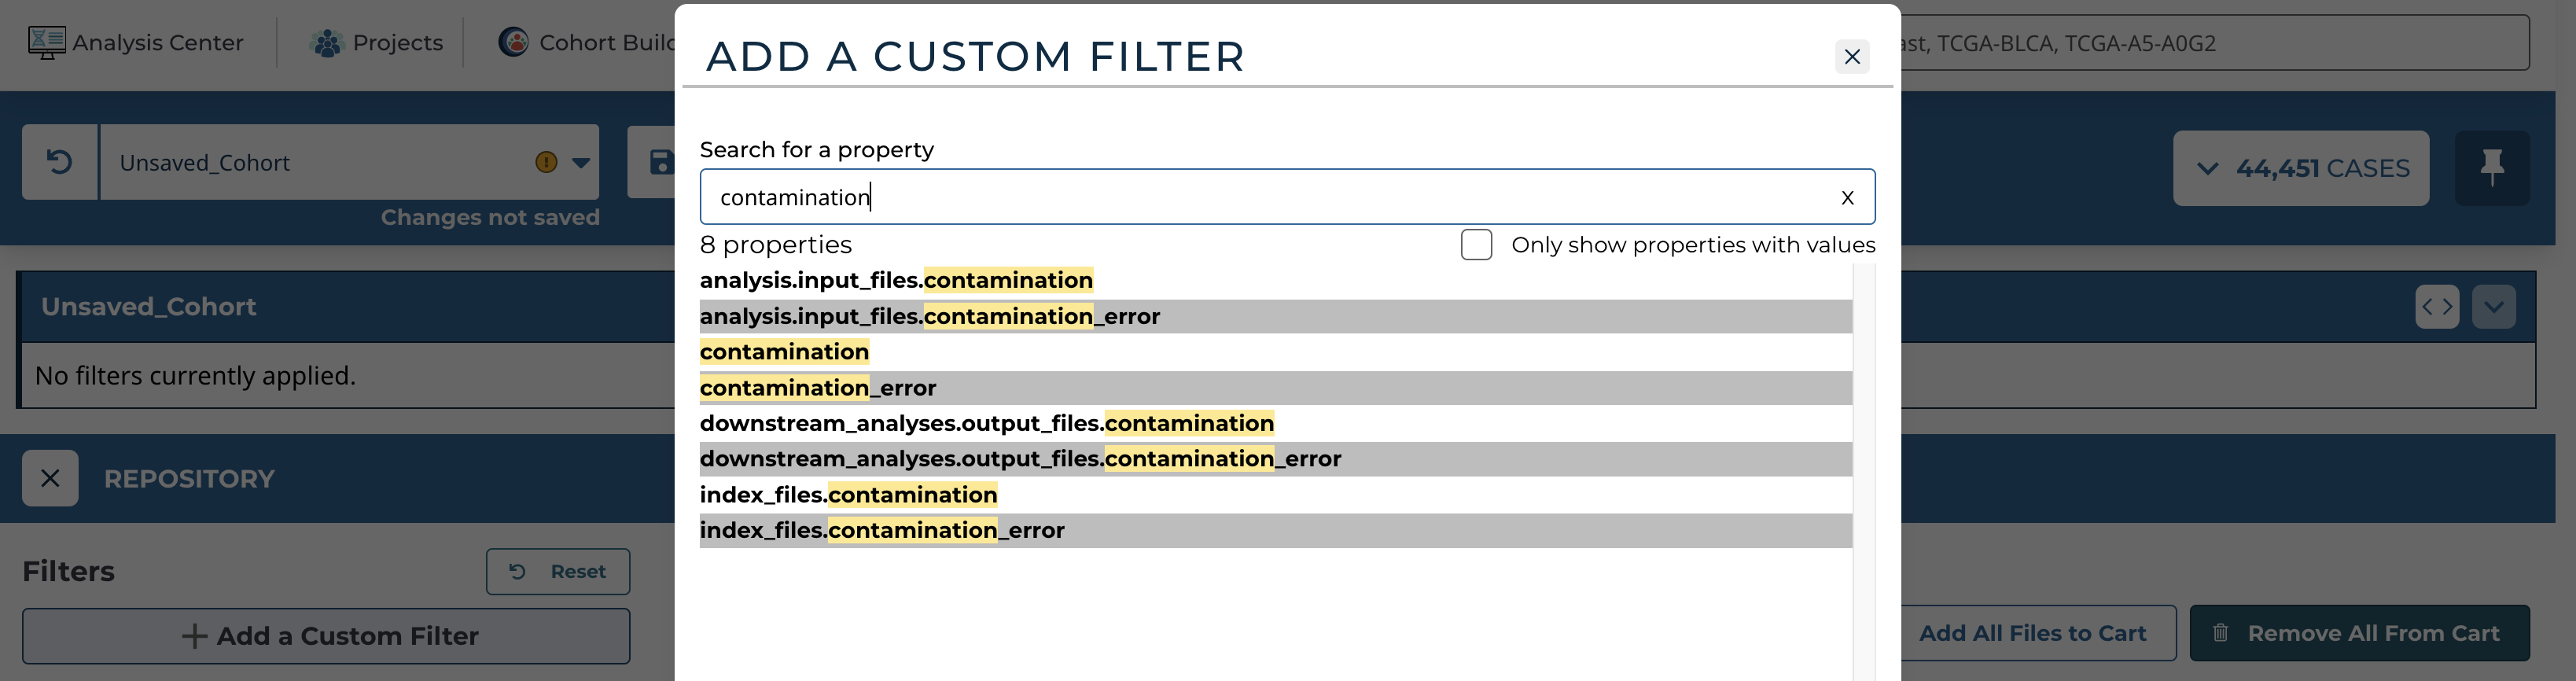 Analysis Center
Projects
Cohort Build
ast, TCGA-BLCA, TCGA-A5-A0G2
ADD A CUSTOM FILTER
Unsaved_Cohort
Changes not saved
44,451 CASES
Search for a property
contamination
X
8 properties
Only show properties with values
analysis.input_files.contamination
analysis.input_files.contamination_error
contamination
contamination_error
downstream_analyses.output_files.contamination
downstream_analyses.output_files.contamination_error
index_files.contamination
index_files.contamination_error
Unsaved_Cohort
No filters currently applied.
REPOSITORY
Filters
Reset
Add a Custom Filter
Add All Files to Cart
Remove All From Cart